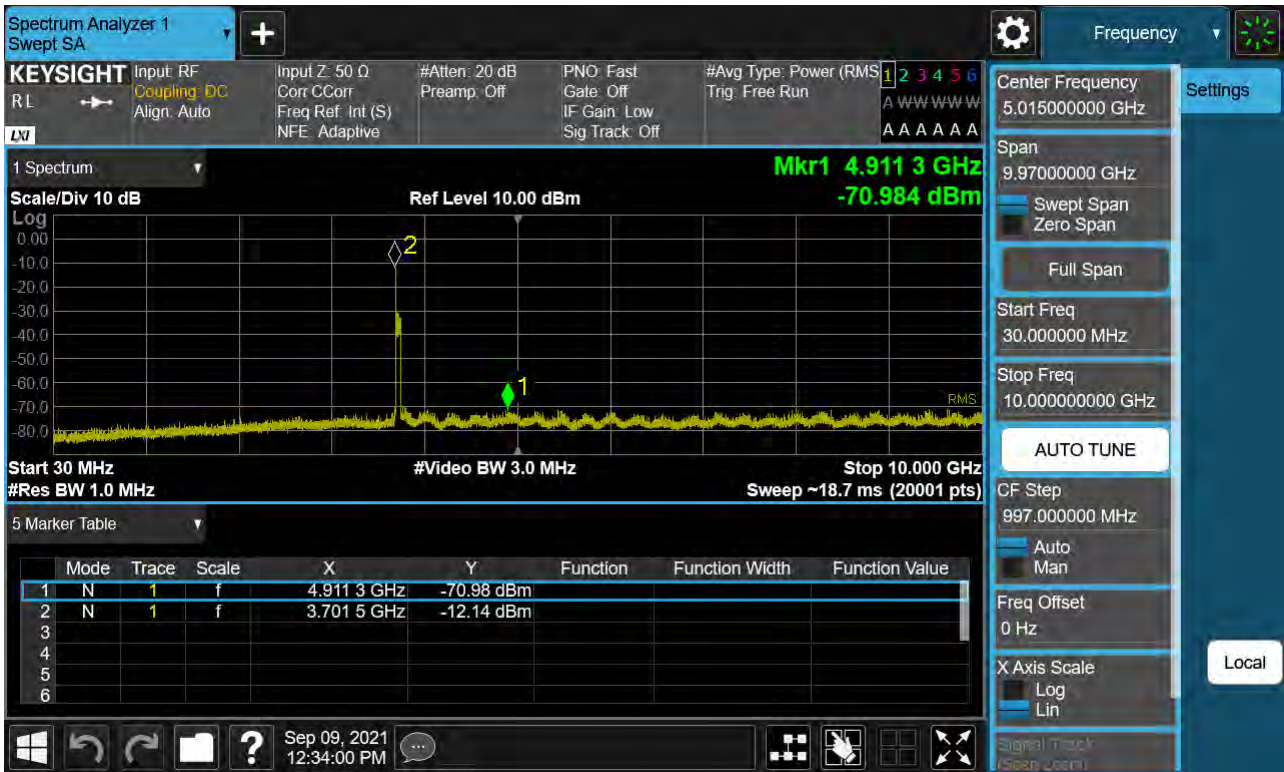 Spectrum Analyzer 1
Swept SA
+
Frequency
KEYSIGHT
RL
LXI
Input: RF
Coupling: DC
Align: Auto
Input Z: 50 Ω
Corr CCorr
Freq Ref: Int (S)
NFE: Adaptive
#Atten: 20 dB
Preamp: Off
PNO: Fast
Gate: Off
IF Gain: Low
Sig Track: Off
#Avg Type: Power (RMS
Trig: Free Run
1 2 3 4 5 6
A W W W W W
A A A A A A
1 Spectrum
Scale/Div 10 dB
Ref Level 10.00 dBm
Mkr1 4.911 3 GHz
-70.984 dBm
Log
0.00
-10.0
-20.0
-30.0
-40.0
-50.0
-60.0
-70.0
-80.0
2
1
RMS
Start 30 MHz
#Video BW 3.0 MHz
Stop 10.000 GHz
#Res BW 1.0 MHz
Sweep ~18.7 ms (20001 pts)
5 Marker Table
Mode Trace Scale X Y Function Function Width Function Value
1 N 1 f 4.911 3 GHz -70.98 dBm
2 N 1 f 3.701 5 GHz -12.14 dBm
3
4
5
6
Sep 09, 2021
12:34:00 PM
?
Center Frequency
5.015000000 GHz
Settings
Span
9.97000000 GHz
Swept Span
Zero Span
Full Span
Start Freq
30.000000 MHz
Stop Freq
10.000000000 GHz
AUTO TUNE
CF Step
997.000000 MHz
Auto
Man
Freq Offset
0 Hz
X Axis Scale
Log
Lin
Local
Signal Track
(Span Zoom)